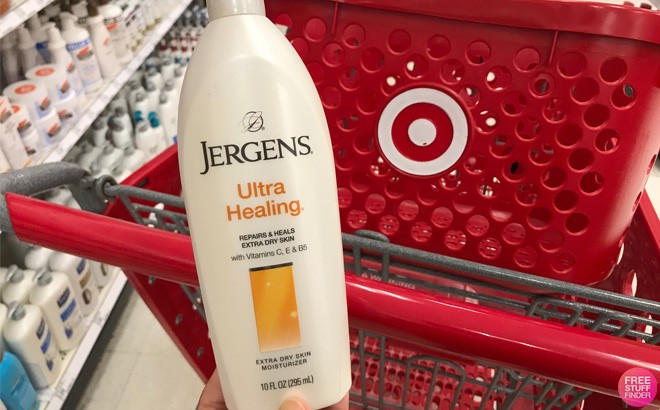 JERGENS.
Ultra
Healing.
REPAIRS & HEALS
EXTRA DRY SKIN
with Vitamins C, E & B5
EXTRA DRY SKIN
MOISTURIZER
10 FL OZ (295 mL)
FREE
STUFF
FINDER